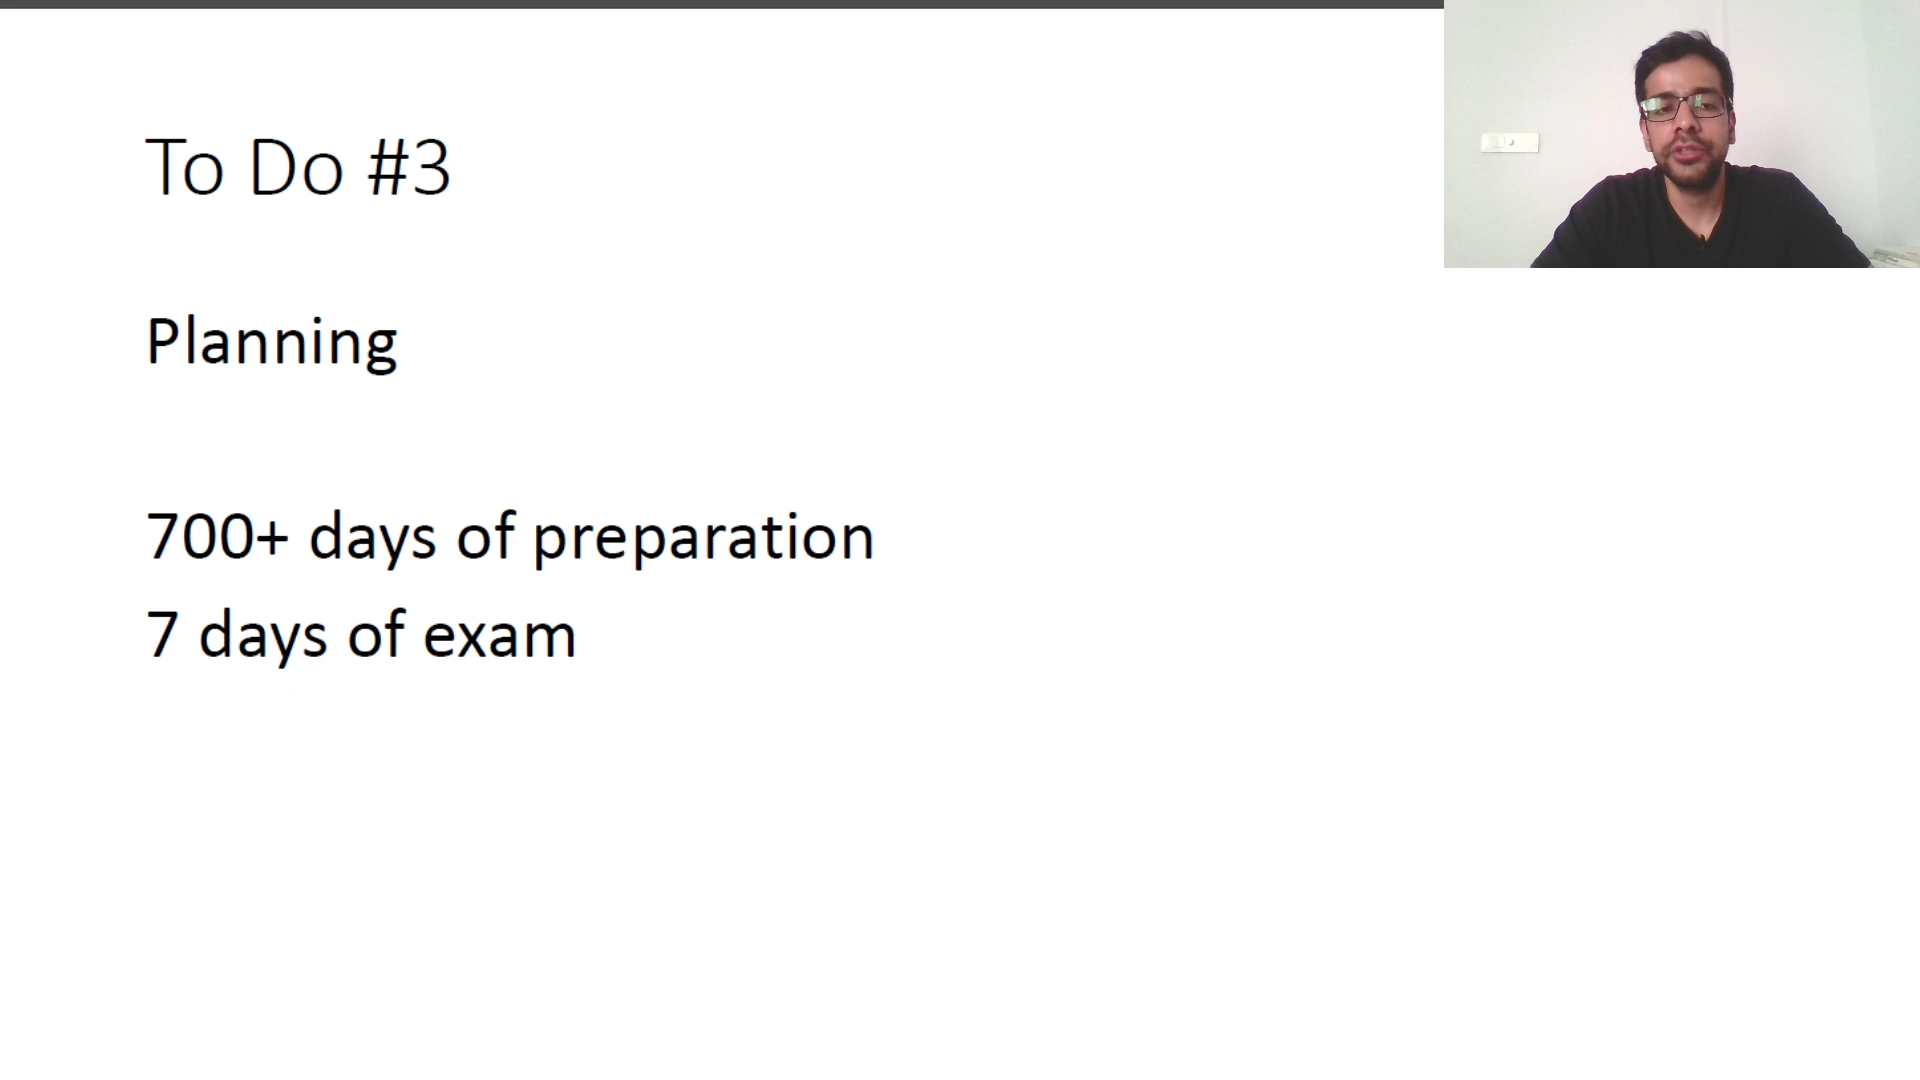 To Do #3
Planning
700+ days of preparation
7 days of exam